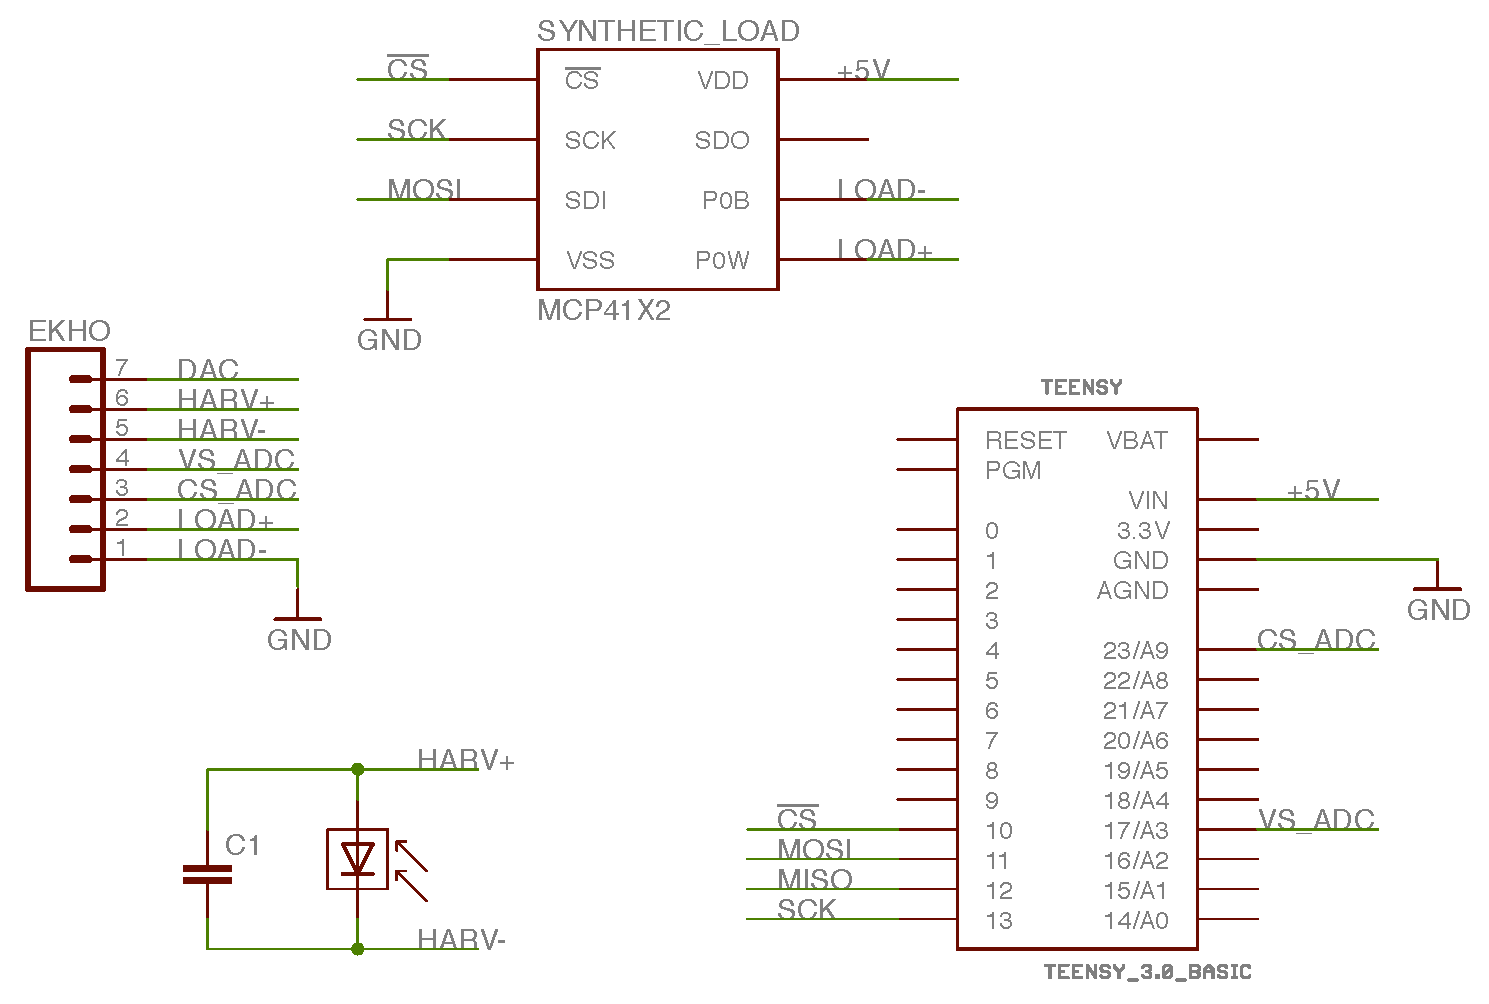 SYNTHETIC_LOAD
CS CS VDD +5V
SCK SCK SDO
MOSI SDI P0B LOAD-
VSS P0W LOAD+
GND
MCP41X2
EKHO
7 DAC
6 HARV+
5 HARV-
4 VS_ADC
3 CS_ADC
2 LOAD+
1 LOAD-
GND
TEENSY
RESET VBAT
PGM
VIN +5V
0 3.3V
1 GND
2 AGND
GND
3
4 23/A9 CS_ADC
5 22/A8
6 21/A7
7 20/A6
8 19/A5
9 18/A4
CS 10 17/A3 VS_ADC
MOSI 11 16/A2
MISO 12 15/A1
SCK 13 14/A0
TEENSY_3.0_BASIC
HARV+
C1
HARV-